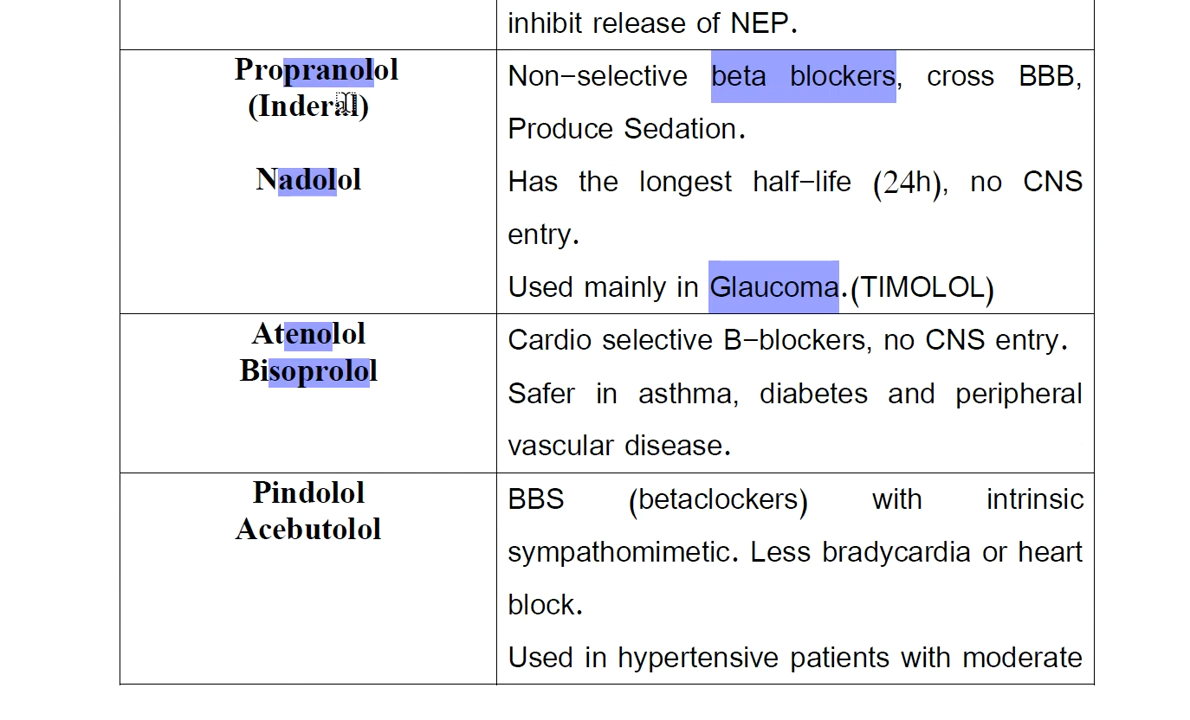 inhibit release of NEP.
Propranolol
(Inderal)
Nadolol
Non-selective beta blockers, cross BBB,
Produce Sedation.
Has the longest half-life (24h), no CNS
entry.
Used mainly in Glaucoma.(TIMOLOL)
Atenolol
Bisoprolol
Cardio selective B-blockers, no CNS entry.
Safer in asthma, diabetes and peripheral
vascular disease.
Pindolol
Acebutolol
BBS (betaclockers) with intrinsic
sympathomimetic. Less bradycardia or heart
block.
Used in hypertensive patients with moderate